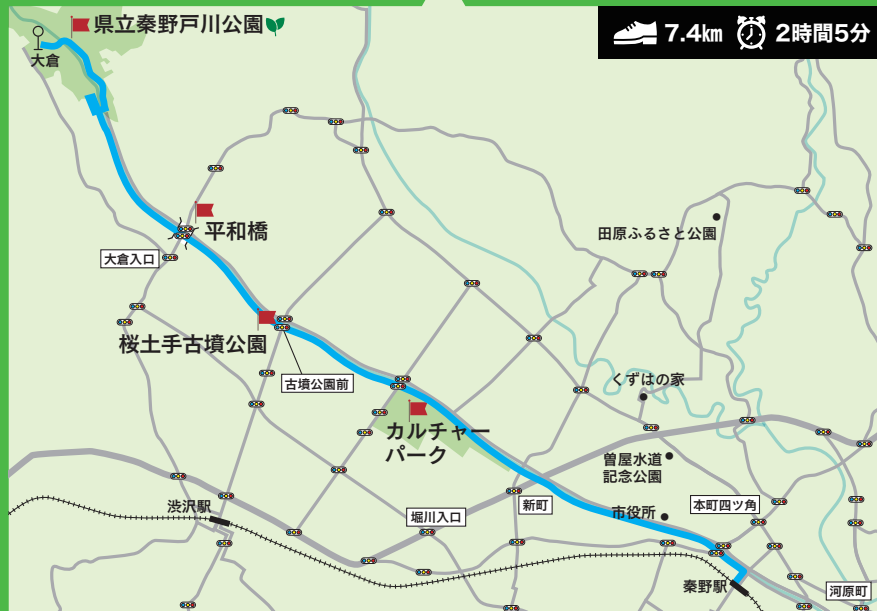 県立秦野戸川公園
7.4km 2時間5分
大倉
平和橋
田原ふるさと公園
大倉入口
桜土手古墳公園
古墳公園前
くずはの家
カルチャー
パーク
曽屋水道
記念公園
渋沢駅
堀川入口
新町
市役所
本町四ツ角
秦野駅
河原町